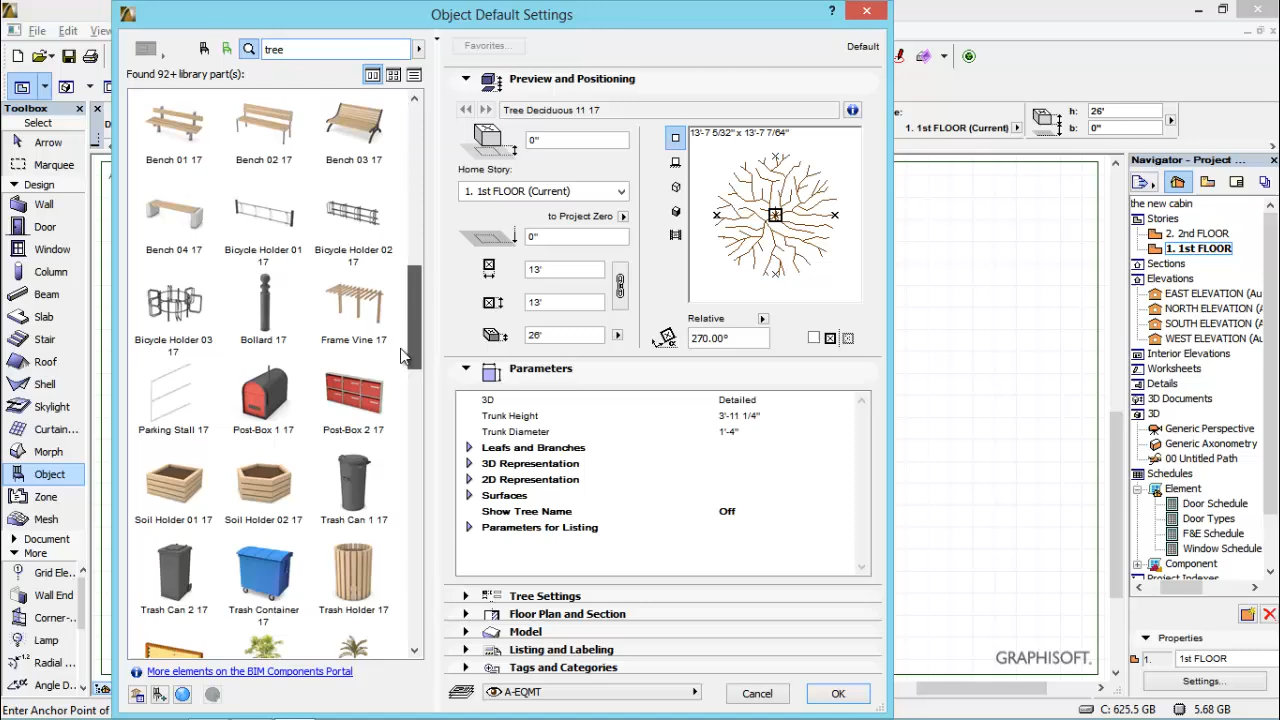 Object Default Settings
?
File
Edit
View
Toolbox
Select
Arrow
Marquee
Design
Wall
Door
Window
Column
Beam
Slab
Stair
Roof
Shell
Skylight
Curtain...
Morph
Object
Zone
Mesh
Document
More
Grid Ele...
Wall End
Corner-...
Lamp
Radial ...
Angle D...
Enter Anchor Point of
tree
Found 92+ library part(s):
Bench 01 17
Bench 02 17
Bench 03 17
Bench 04 17
Bicycle Holder 01 17
Bicycle Holder 02 17
Bicycle Holder 03 17
Bollard 17
Frame Vine 17
Parking Stall 17
Post-Box 1 17
Post-Box 2 17
Soil Holder 01 17
Soil Holder 02 17
Trash Can 1 17
Trash Can 2 17
Trash Container 17
Trash Holder 17
More elements on the BIM Components Portal
Favorites...
Default
Preview and Positioning
Tree Deciduous 11 17
0"
Home Story:
1. 1st FLOOR (Current)
to Project Zero
0"
13'
13'
26'
13'-7 5/32" x 13'-7 7/64"
Relative
270.00°
Parameters
3D Detailed
Trunk Height 3'-11 1/4"
Trunk Diameter 1'-4"
Leafs and Branches
3D Representation
2D Representation
Surfaces
Show Tree Name Off
Parameters for Listing
Tree Settings
Floor Plan and Section
Model
Listing and Labeling
Tags and Categories
A-EQMT
Cancel
OK
e:
1. 1st FLOOR (Current)
h: 26'
b: 0"
GRAPHISOFT.
Navigator - Project ...
the new cabin
Stories
2. 2nd FLOOR
1. 1st FLOOR
Sections
Elevations
EAST ELEVATION (Au
NORTH ELEVATION (
SOUTH ELEVATION (
WEST ELEVATION (Au
Interior Elevations
Worksheets
Details
3D Documents
3D
Generic Perspective
Generic Axonometry
00 Untitled Path
Schedules
Element
Door Schedule
Door Types
F&E Schedule
Window Schedule
Component
Project Indexes
Properties
1. 1st FLOOR
Settings...
C: 625.5 GB
5.68 GB